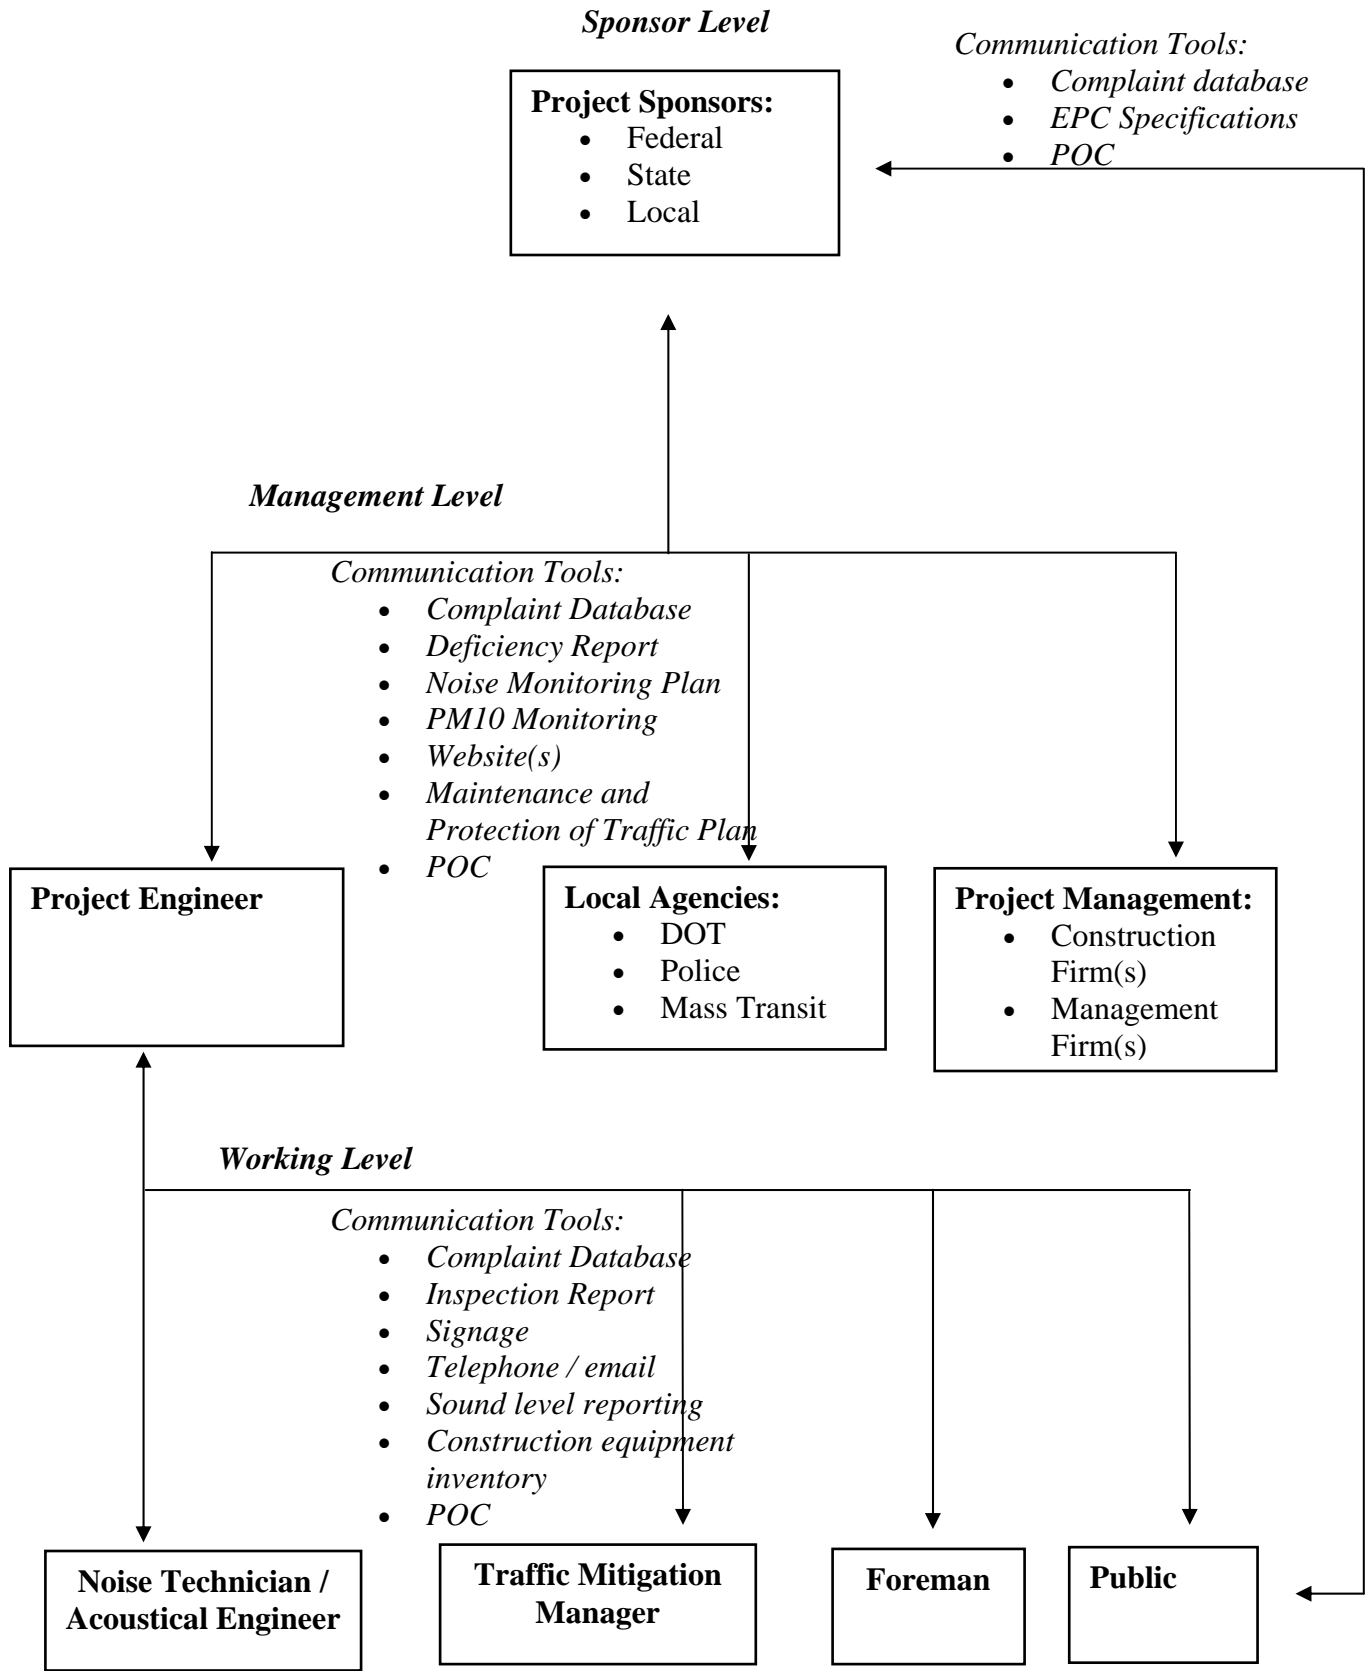 Sponsor Level
Communication Tools:
• Complaint database
• EPC Specifications
• POC
Project Sponsors:
• Federal
• State
• Local
Management Level
Communication Tools:
• Complaint Database
• Deficiency Report
• Noise Monitoring Plan
• PM10 Monitoring
• Website(s)
• Maintenance and
Protection of Traffic Plan
• POC
Project Engineer
Local Agencies:
• DOT
• Police
• Mass Transit
Project Management:
• Construction
Firm(s)
• Management
Firm(s)
Working Level
Communication Tools:
• Complaint Database
• Inspection Report
• Signage
• Telephone / email
• Sound level reporting
• Construction equipment
inventory
• POC
Noise Technician /
Acoustical Engineer
Traffic Mitigation
Manager
Foreman
Public